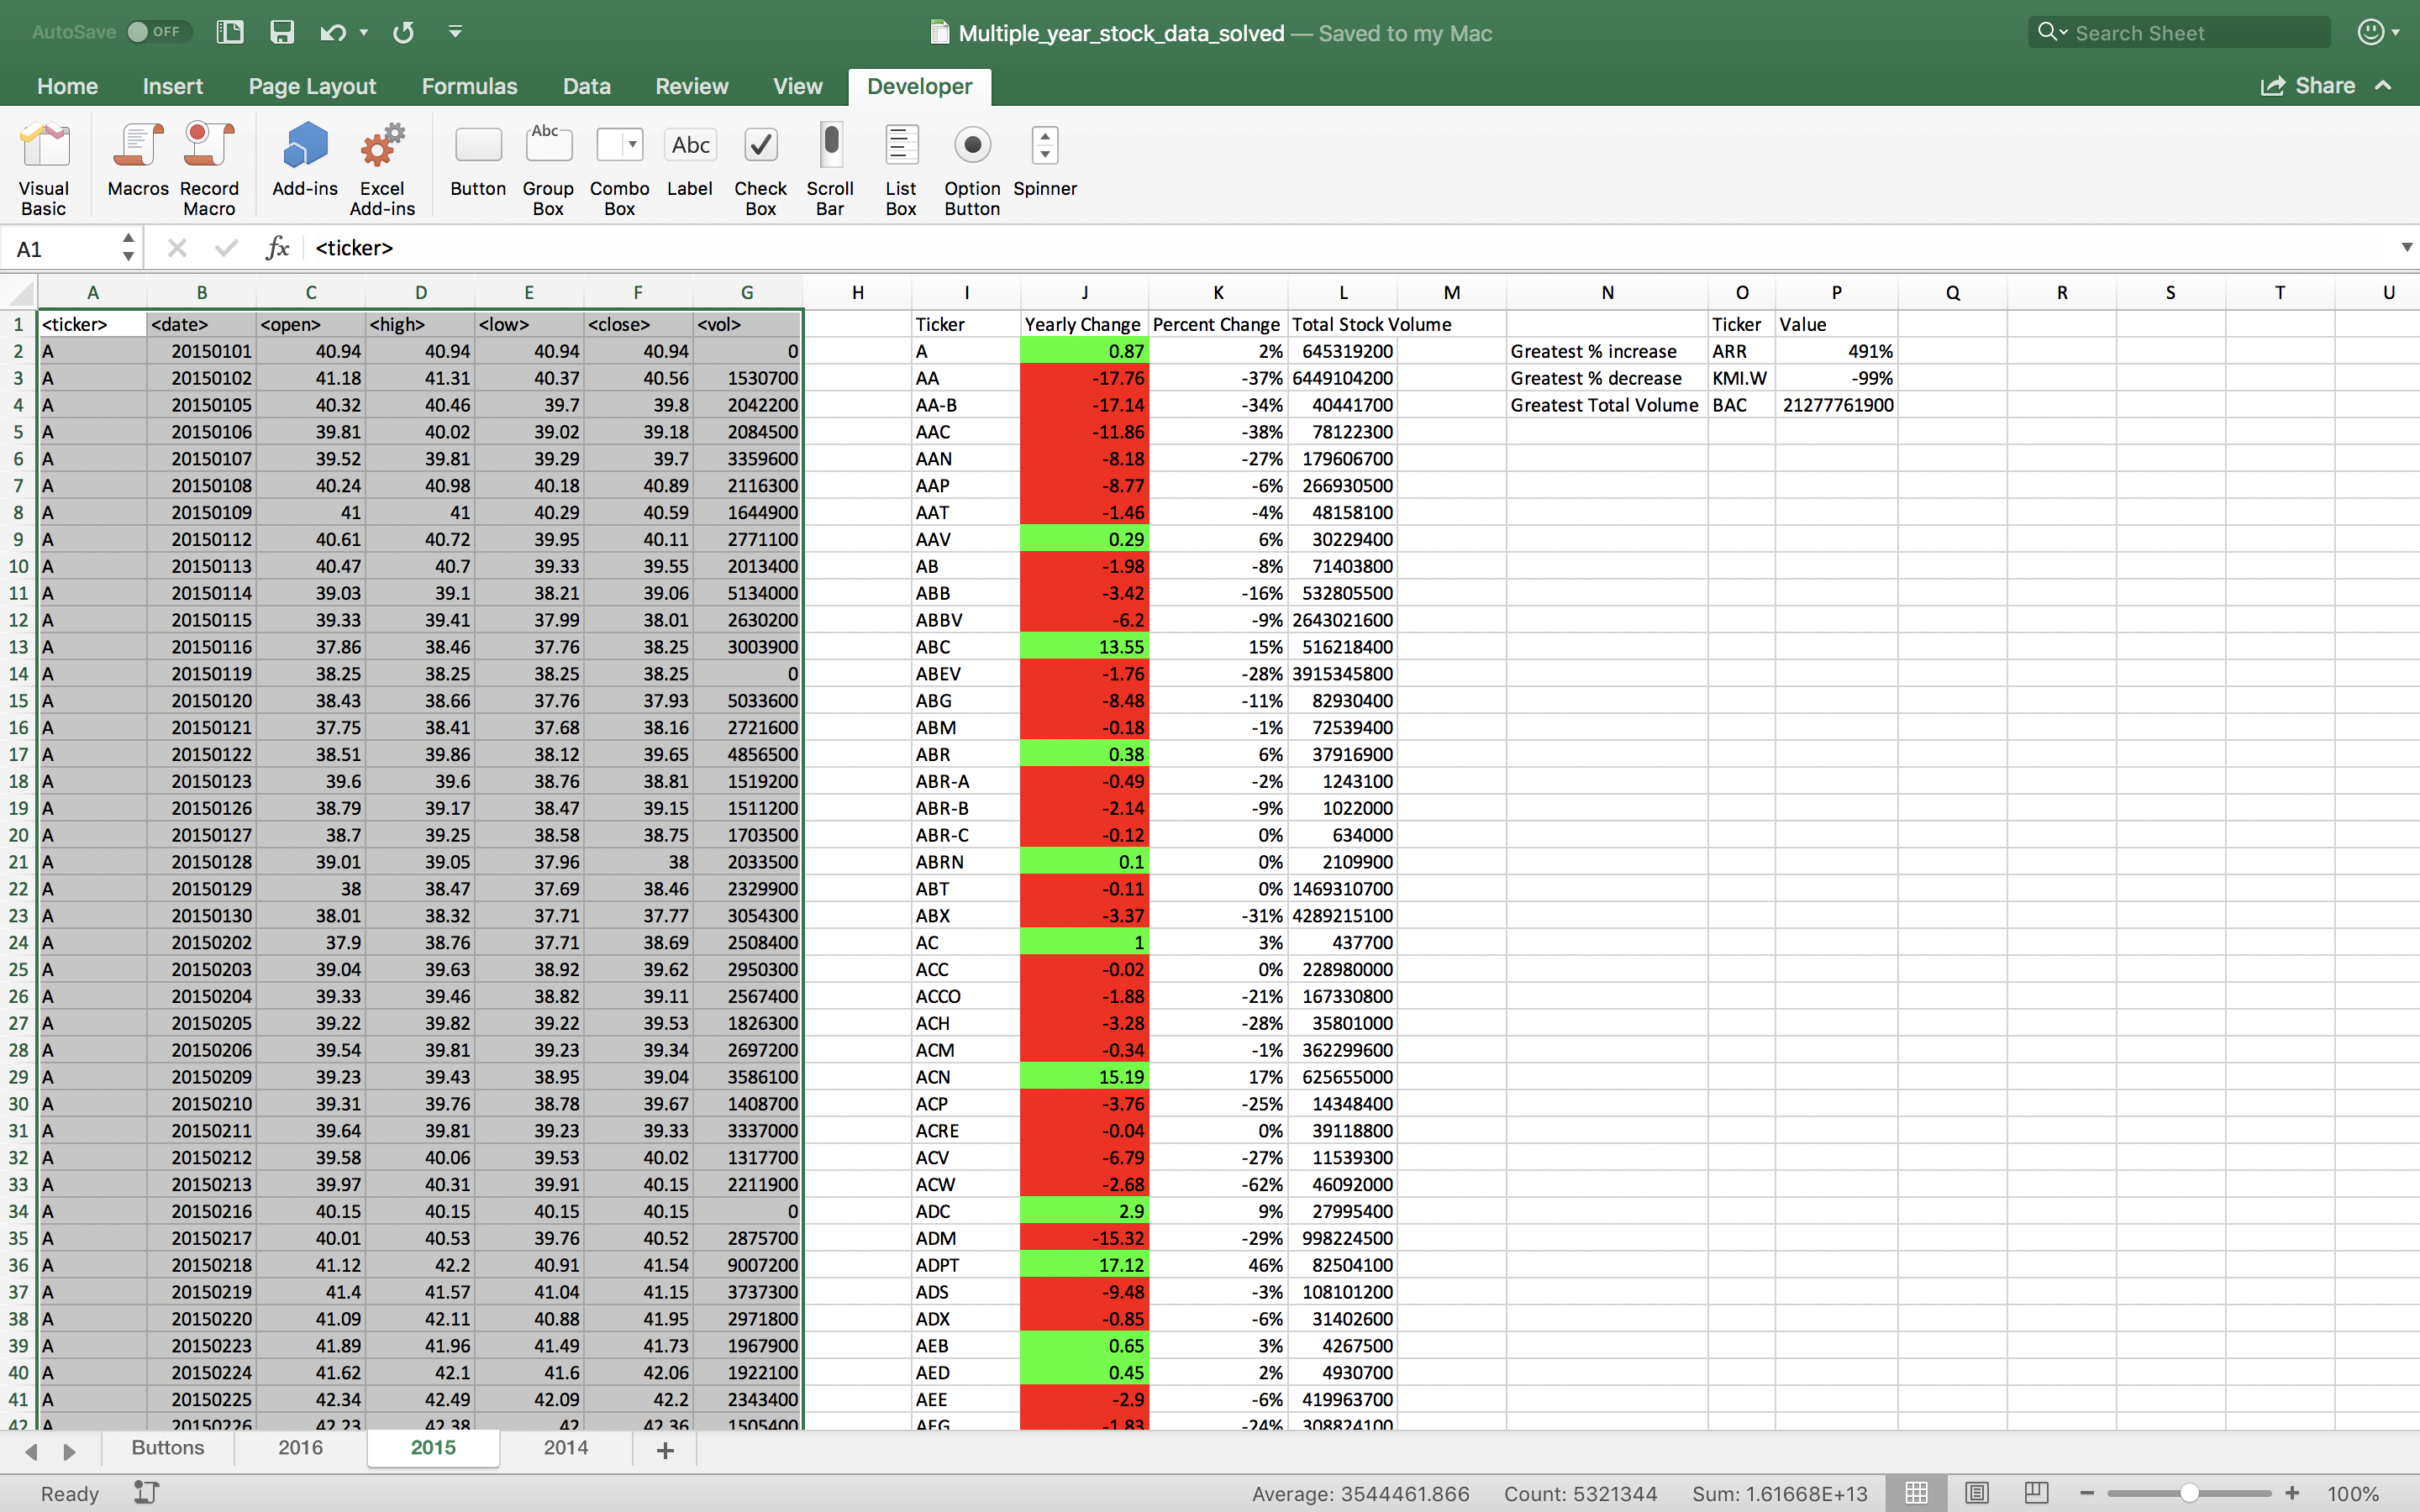 AutoSave OFF Multiple_year_stock_data_solved — Saved to my Mac Search Sheet
Home Insert Page Layout Formulas Data Review View Developer Share
Visual Basic Macros Record Macro Add-ins Excel Add-ins Button Group Box Combo Box Label Check Box Scroll Bar List Box Option Button Spinner
Abc Abc
A1 fx <ticker>
A B C D E F G H I J K L M N O P Q R S T U
1 <ticker> <date> <open> <high> <low> <close> <vol> Ticker Yearly Change Percent Change Total Stock Volume Ticker Value
2 A 20150101 40.94 40.94 40.94 40.94 0 A 0.87 2% 645319200 Greatest % increase ARR 491%
3 A 20150102 41.18 41.31 40.37 40.56 1530700 AA -17.76 -37% 6449104200 Greatest % decrease KMI.W -99%
4 A 20150105 40.32 40.46 39.7 39.8 2042200 AA-B -17.14 -34% 40441700 Greatest Total Volume BAC 21277761900
5 A 20150106 39.81 40.02 39.02 39.18 2084500 AAC -11.86 -38% 78122300
6 A 20150107 39.52 39.81 39.29 39.7 3359600 AAN -8.18 -27% 179606700
7 A 20150108 40.24 40.98 40.18 40.89 2116300 AAP -8.77 -6% 266930500
8 A 20150109 41 41 40.29 40.59 1644900 AAT -1.46 -4% 48158100
9 A 20150112 40.61 40.72 39.95 40.11 2771100 AAV 0.29 6% 30229400
10 A 20150113 40.47 40.7 39.33 39.55 2013400 AB -1.98 -8% 71403800
11 A 20150114 39.03 39.1 38.21 39.06 5134000 ABB -3.42 -16% 532805500
12 A 20150115 39.33 39.41 37.99 38.01 2630200 ABBV -6.2 -9% 2643021600
13 A 20150116 37.86 38.46 37.76 38.25 3003900 ABC 13.55 15% 516218400
14 A 20150119 38.25 38.25 38.25 38.25 0 ABEV -1.76 -28% 3915345800
15 A 20150120 38.43 38.66 37.76 37.93 5033600 ABG -8.48 -11% 82930400
16 A 20150121 37.75 38.41 37.68 38.16 2721600 ABM -0.18 -1% 72539400
17 A 20150122 38.51 39.86 38.12 39.65 4856500 ABR 0.38 6% 37916900
18 A 20150123 39.6 39.6 38.76 38.81 1519200 ABR-A -0.49 -2% 1243100
19 A 20150126 38.79 39.17 38.47 39.15 1511200 ABR-B -2.14 -9% 1022000
20 A 20150127 38.7 39.25 38.58 38.75 1703500 ABR-C -0.12 0% 634000
21 A 20150128 39.01 39.05 37.96 38 2033500 ABRN 0.1 0% 2109900
22 A 20150129 38 38.47 37.69 38.46 2329900 ABT -0.11 0% 1469310700
23 A 20150130 38.01 38.32 37.71 37.77 3054300 ABX -3.37 -31% 4289215100
24 A 20150202 37.9 38.76 37.71 38.69 2508400 AC 1 3% 437700
25 A 20150203 39.04 39.63 38.92 39.62 2950300 ACC -0.02 0% 228980000
26 A 20150204 39.33 39.46 38.82 39.11 2567400 ACCO -1.88 -21% 167330800
27 A 20150205 39.22 39.82 39.22 39.53 1826300 ACH -3.28 -28% 35801000
28 A 20150206 39.54 39.81 39.23 39.34 2697200 ACM -0.34 -1% 362299600
29 A 20150209 39.23 39.43 38.95 39.04 3586100 ACN 15.19 17% 625655000
30 A 20150210 39.31 39.76 38.78 39.67 1408700 ACP -3.76 -25% 14348400
31 A 20150211 39.64 39.81 39.23 39.33 3337000 ACRE -0.04 0% 39118800
32 A 20150212 39.58 40.06 39.53 40.02 1317700 ACV -6.79 -27% 11539300
33 A 20150213 39.97 40.31 39.91 40.15 2211900 ACW -2.68 -62% 46092000
34 A 20150216 40.15 40.15 40.15 40.15 0 ADC 2.9 9% 27995400
35 A 20150217 40.01 40.53 39.76 40.52 2875700 ADM -15.32 -29% 998224500
36 A 20150218 41.12 42.2 40.91 41.54 9007200 ADPT 17.12 46% 82504100
37 A 20150219 41.4 41.57 41.04 41.15 3737300 ADS -9.48 -3% 108101200
38 A 20150220 41.09 42.11 40.88 41.95 2971800 ADX -0.85 -6% 31402600
39 A 20150223 41.89 41.96 41.49 41.73 1967900 AEB 0.65 3% 4267500
40 A 20150224 41.62 42.1 41.6 42.06 1922100 AED 0.45 2% 4930700
41 A 20150225 42.34 42.49 42.09 42.2 2343400 AEE -2.9 -6% 419963700
42 A 20150226 42.23 42.38 42 42.36 1505400 AEG -1.83 -24% 308824100
Buttons 2016 2015 2014 +
Ready Average: 3544461.866 Count: 5321344 Sum: 1.61668E+13 100%